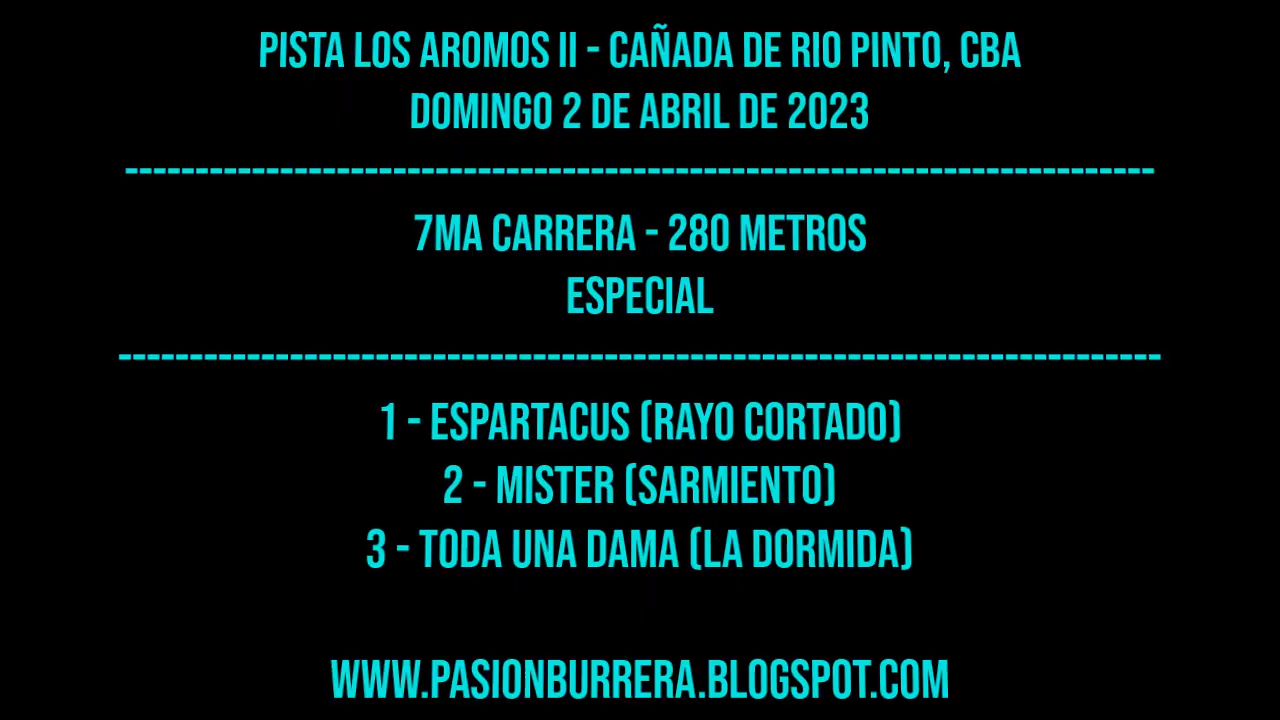 PISTA LOS AROMOS II - CAÑADA DE RIO PINTO, CBA
DOMINGO 2 DE ABRIL DE 2023
--------------------------------------------------------------------------
7MA CARRERA - 280 METROS
ESPECIAL
---------------------------------------------------------------------------
1 - ESPARTACUS (RAYO CORTADO)
2 - MISTER (SARMIENTO)
3 - TODA UNA DAMA (LA DORMIDA)
WWW.PASIONBURRERA.BLOGSPOT.COM